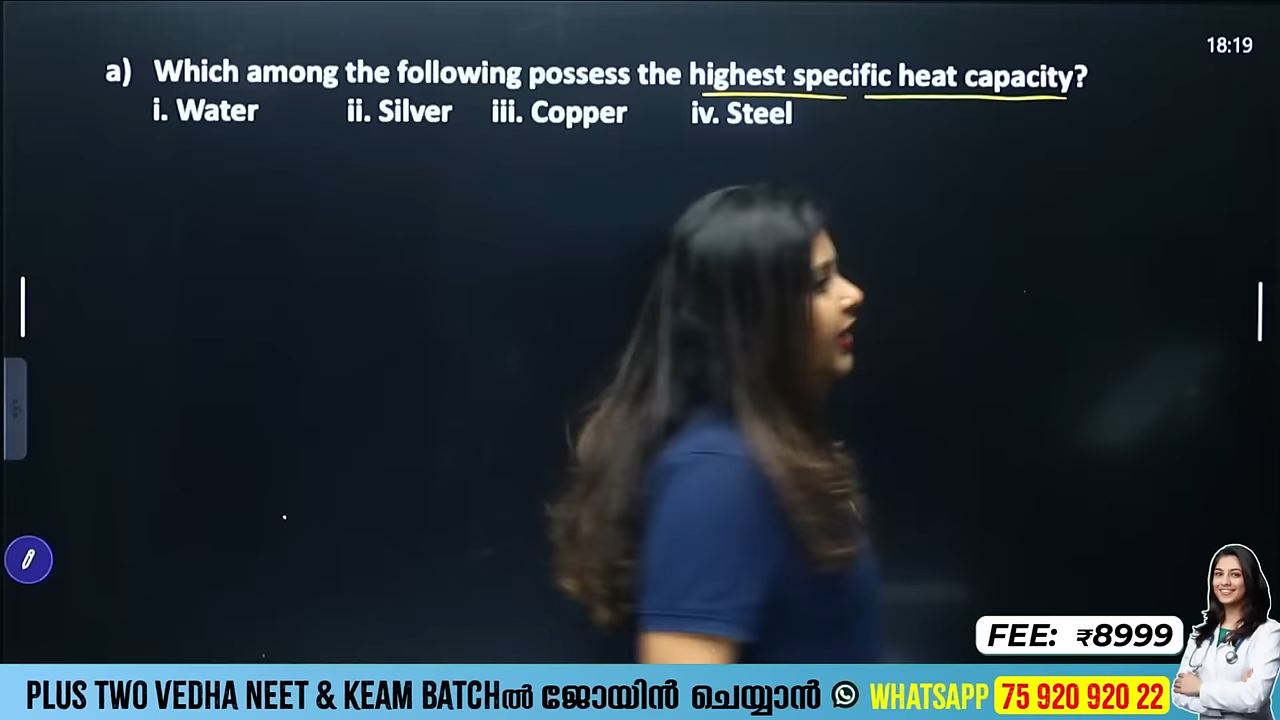 18:19
a) Which among the following possess the highest specific heat capacity?
i. Water ii. Silver iii. Copper iv. Steel
FEE: ₹8999
PLUS TWO VEDHA NEET & KEAM BATCHൽ ജോയിൻ ചെയ്യാൻ WHATSAPP 75 920 920 22